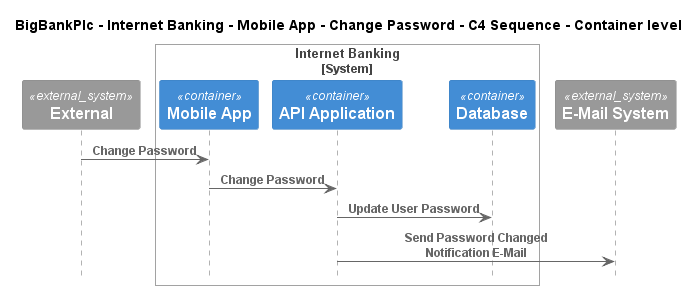 BigBankPlc - Internet Banking - Mobile App - Change Password - C4 Sequence - Container level
Internet Banking
[System]
«external_system»
External
«container»
Mobile App
«container»
API Application
«container»
Database
«external_system»
E-Mail System
Change Password
Change Password
Update User Password
Send Password Changed
Notification E-Mail